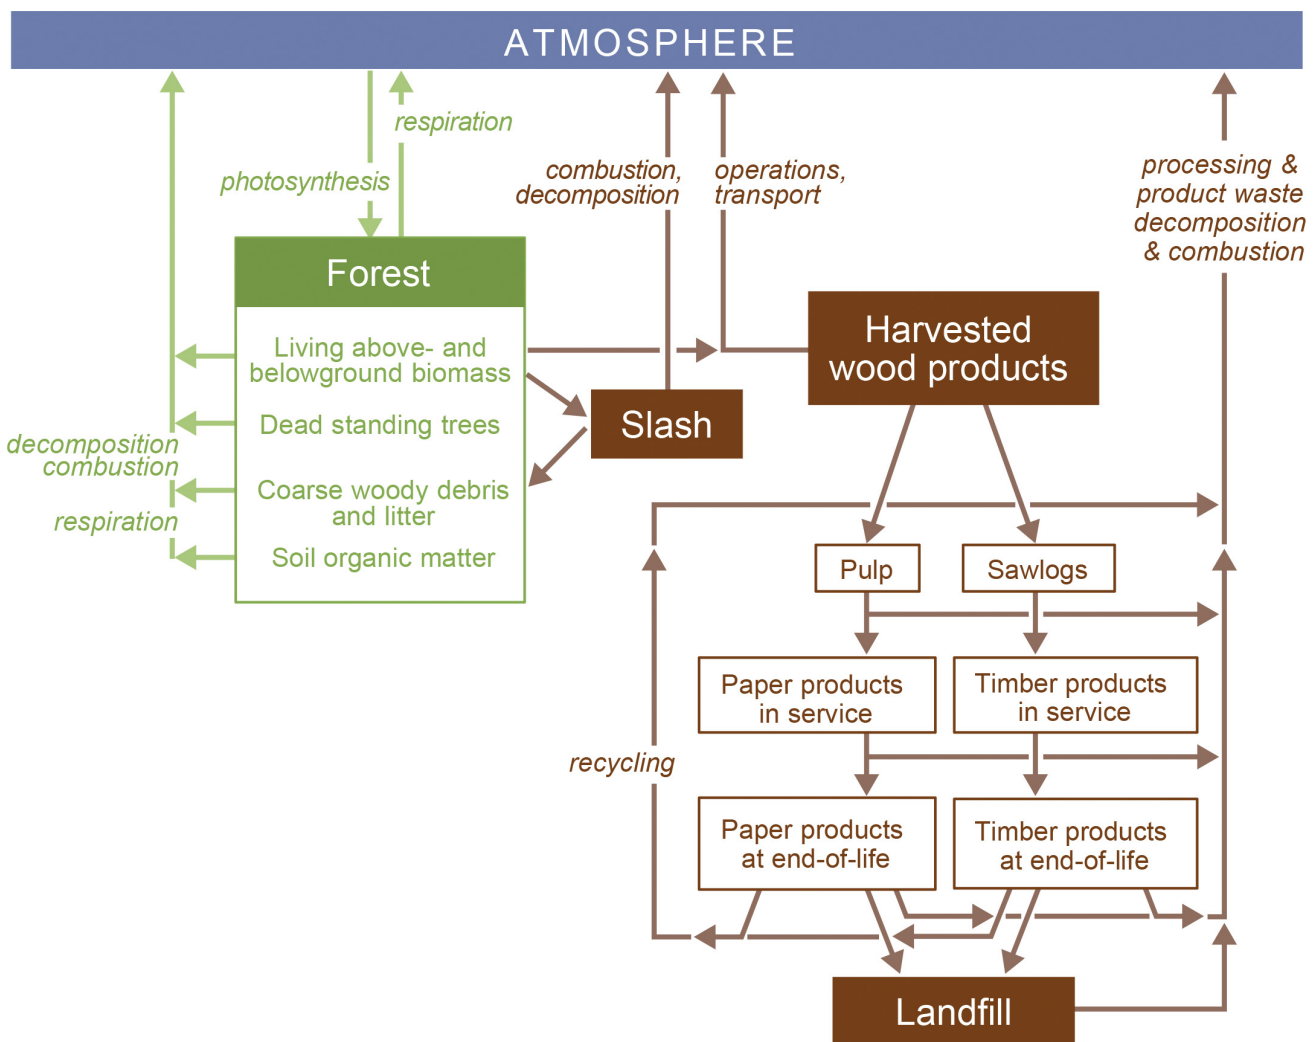 ATMOSPHERE
respiration
photosynthesis
combustion,
decomposition
operations,
transport
processing &
product waste
decomposition
& combustion
Forest
Living above- and
belowground biomass
Dead standing trees
Coarse woody debris
and litter
Soil organic matter
decomposition
combustion
respiration
Slash
Harvested
wood products
Pulp
Sawlogs
Paper products
in service
Timber products
in service
recycling
Paper products
at end-of-life
Timber products
at end-of-life
Landfill